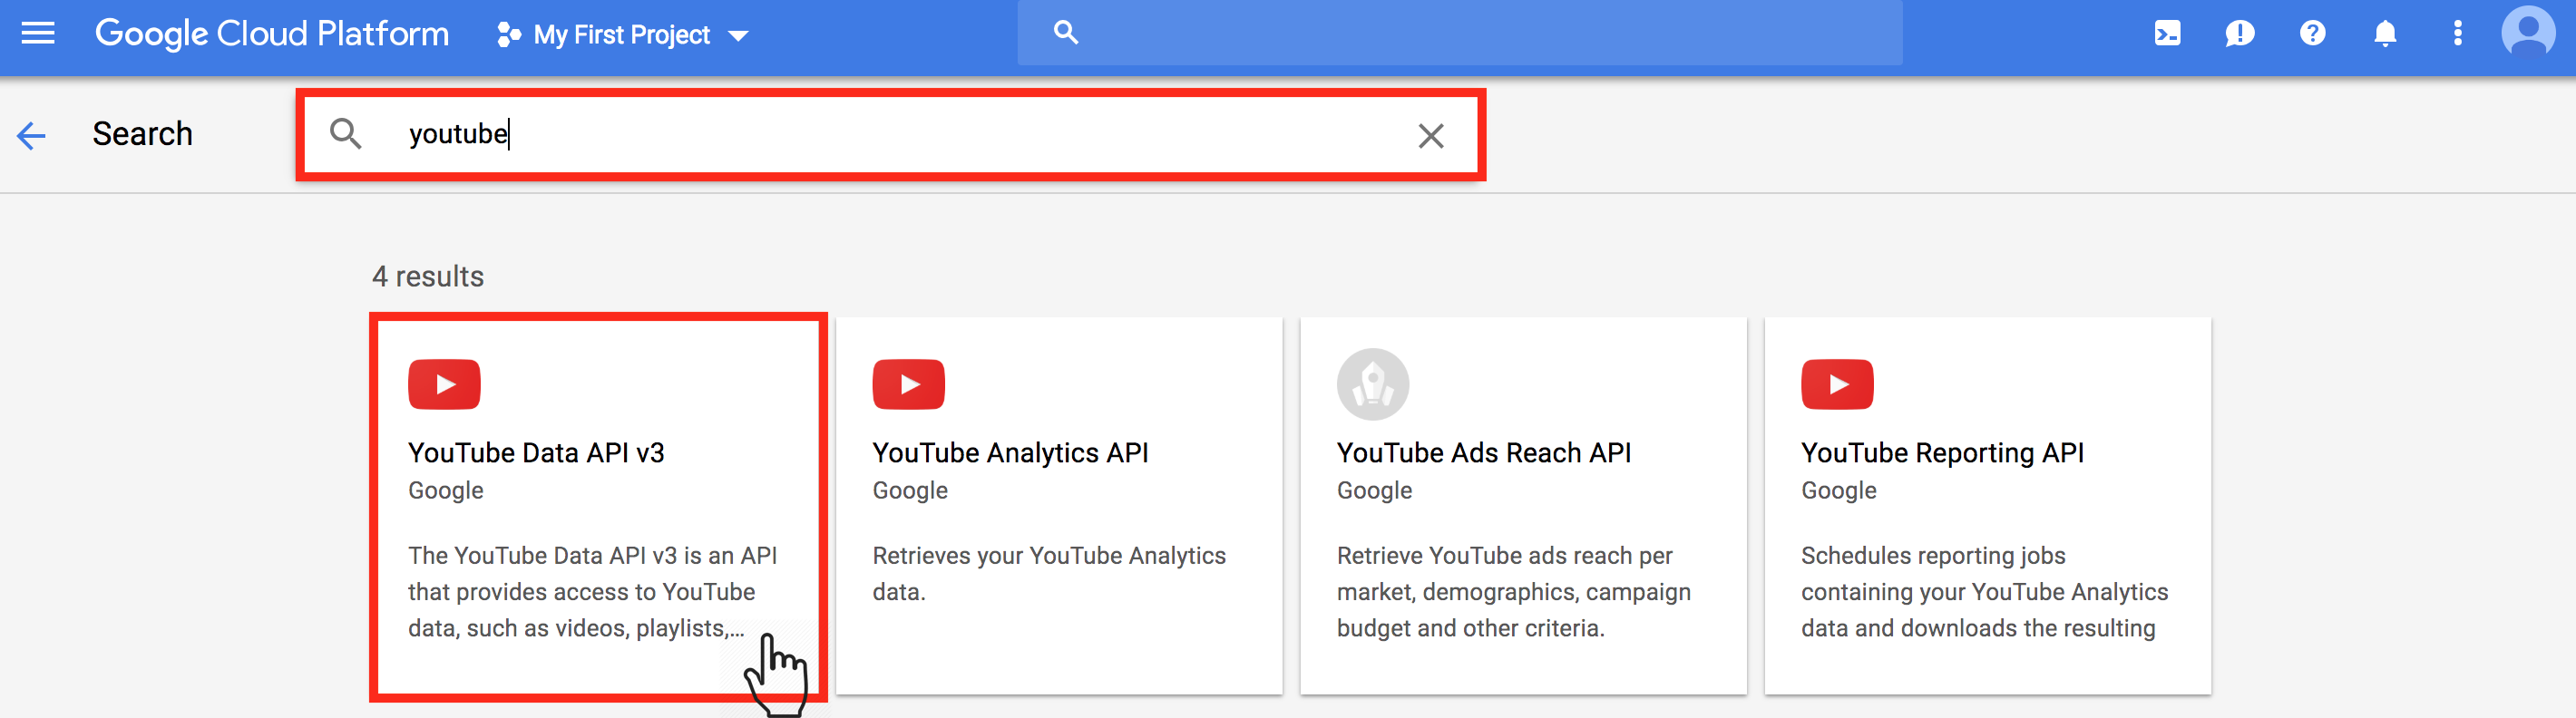 Google Cloud Platform My First Project
Search youtube
4 results
YouTube Data API v3
Google
The YouTube Data API v3 is an API
that provides access to YouTube
data, such as videos, playlists,...
YouTube Analytics API
Google
Retrieves your YouTube Analytics
data.
YouTube Ads Reach API
Google
Retrieve YouTube ads reach per
market, demographics, campaign
budget and other criteria.
YouTube Reporting API
Google
Schedules reporting jobs
containing your YouTube Analytics
data and downloads the resulting